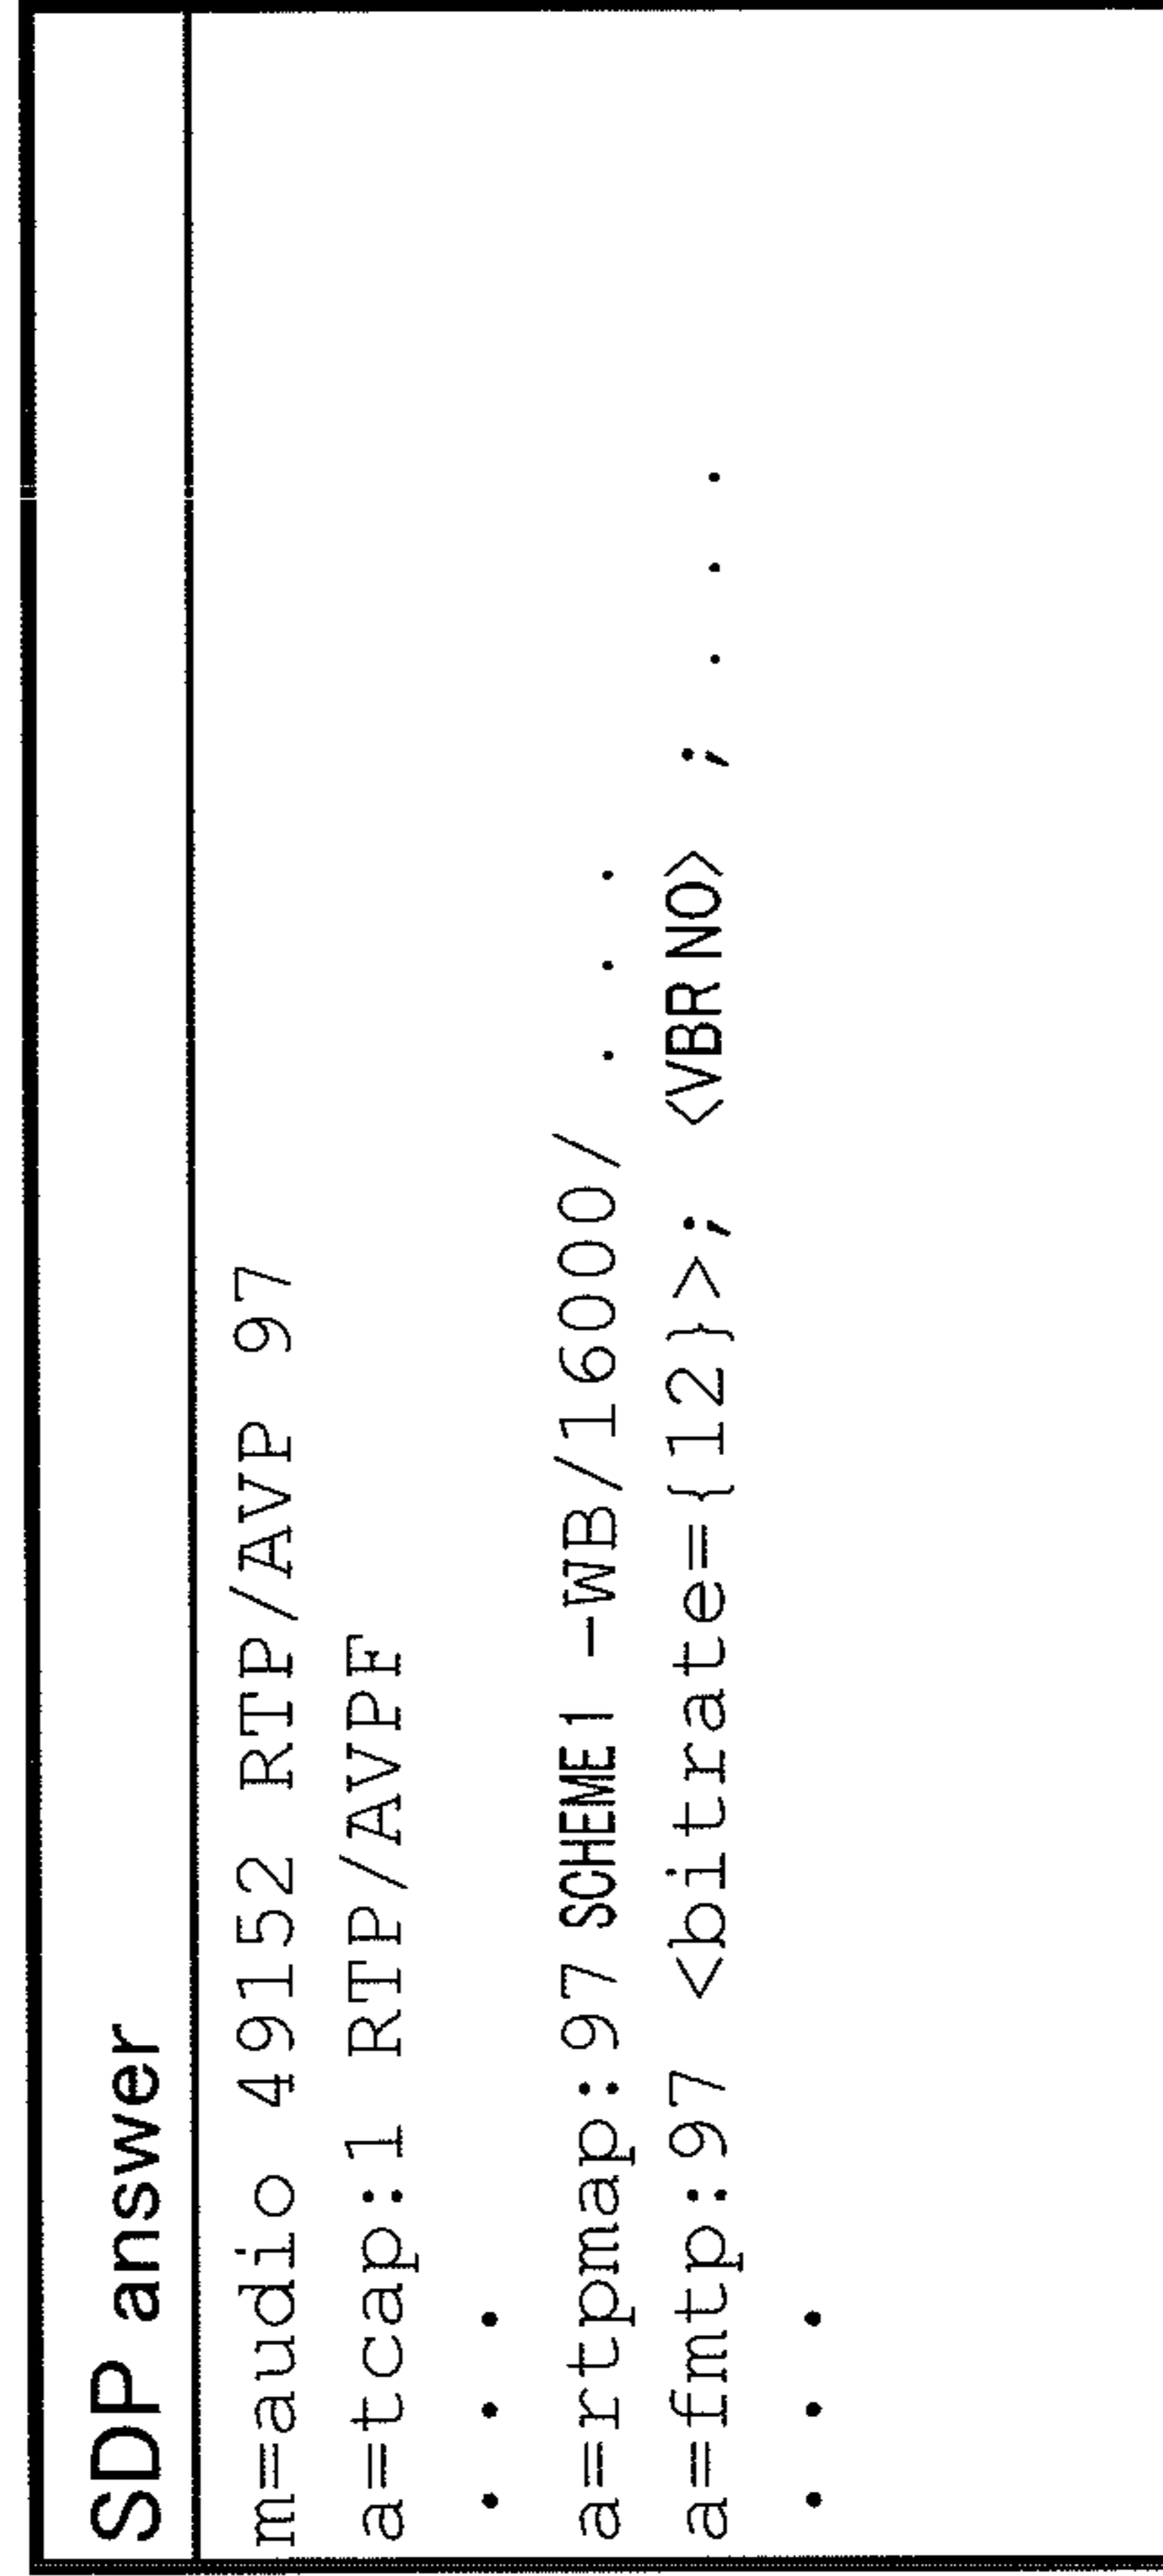 SDP answer
m=audio 49152 RTP/AVP 97
a=tcap:1 RTP/AVPF
. . .
a=rtpmap:97 SCHEME1 -WB/16000/ . . .
a=fmtp:97 <bitrate={12}>; <VBR NO> ; . . .
. . .